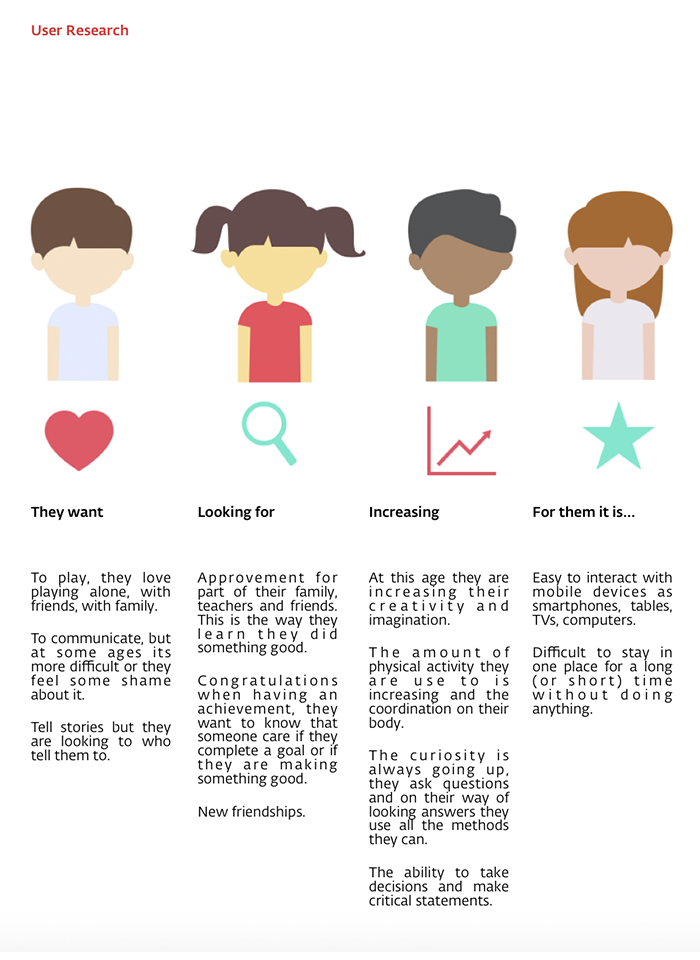 User Research
They want
To play, they love
playing alone, with
friends, with family.
To communicate, but
at some ages its
more difficult or they
feel some shame
about it.
Tell stories but they
are looking to who
tell them to.
Looking for
Approvement for
part of their family,
teachers and friends.
This is the way they
learn they did
something good.
Congratulations
when having an
achievement, they
want to know that
someone care if they
complete a goal or if
they are making
something good.
New friendships.
Increasing
At this age they are
increasing their
creativity and
imagination.
The amount of
physical activity they
are use to is
increasing and the
coordination on their
body.
The curiosity is
always going up,
they ask questions
and on their way of
looking answers they
use all the methods
they can.
The ability to take
decisions and make
critical statements.
For them it is...
Easy to interact with
mobile devices as
smartphones, tables,
TVs, computers.
Difficult to stay in
one place for a long
(or short) time
without doing
anything.